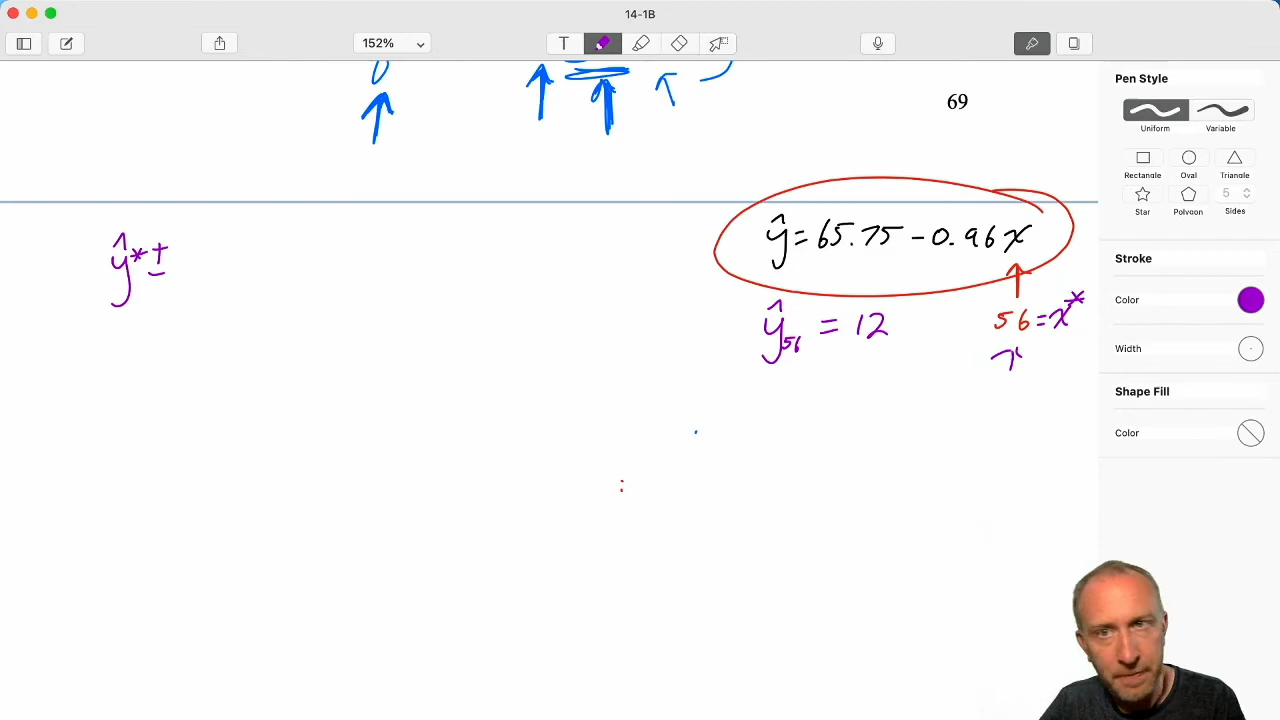 14-1B
152%
T
Pen Style
Uniform Variable
Rectangle Oval Triangle
Star Polygon Sides
5
Stroke
Color
Width
Shape Fill
Color
69
ŷ* ±
ŷ = 65.75 - 0.96x
ŷ₅₆ = 12
56 = x*
x